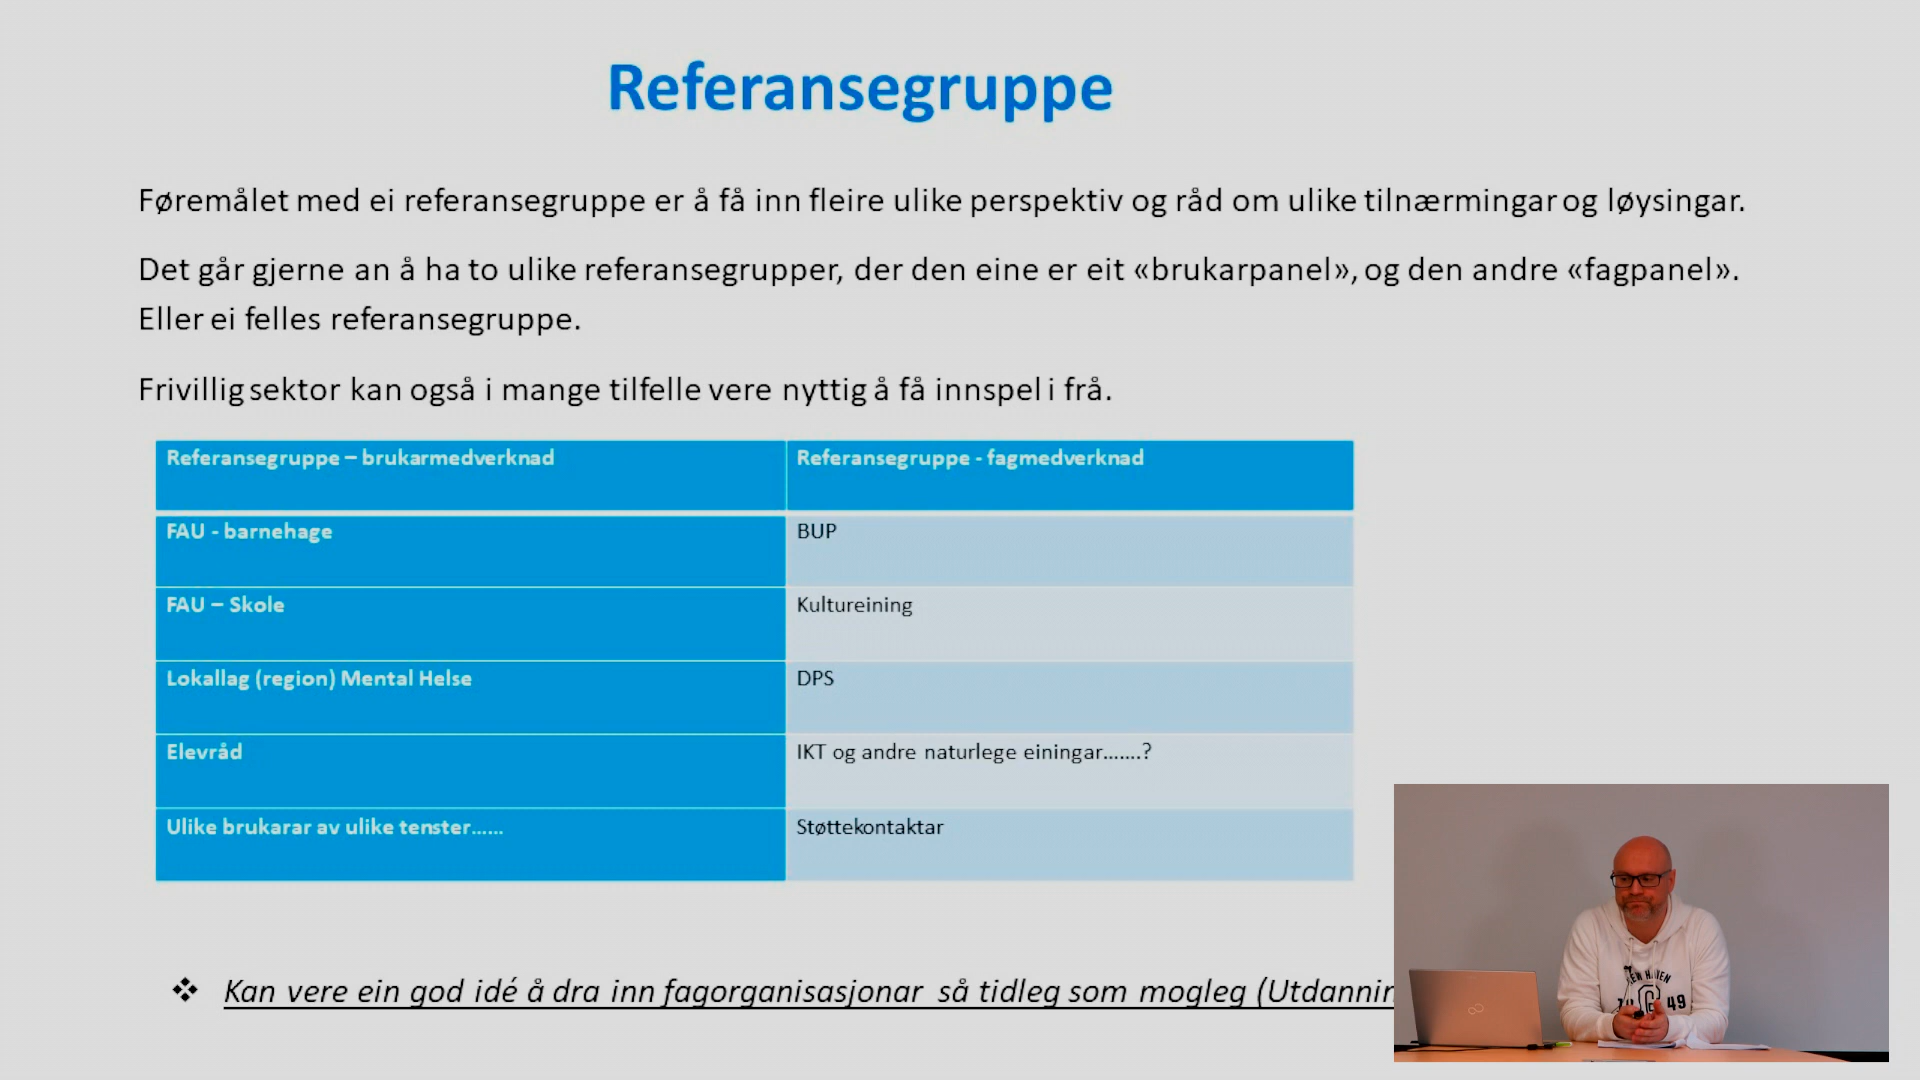 Referansegruppe
Føremålet med ei referansegruppe er å få inn fleire ulike perspektiv og råd om ulike tilnærmingar og løysingar.
Det går gjerne an å ha to ulike referansegrupper, der den eine er eit «brukarpanel», og den andre «fagpanel».
Eller ei felles referansegruppe.
Frivillig sektor kan også i mange tilfelle vere nyttig å få innspel i frå.
Referansegruppe – brukarmedverknad
Referansegruppe - fagmedverknad
FAU - barnehage
BUP
FAU – Skole
Kultureining
Lokallag (region) Mental Helse
DPS
Elevråd
IKT og andre naturlege einingar.......?
Ulike brukarar av ulike tenster......
Støttekontaktar
❖ Kan vere ein god idé å dra inn fagorganisasjonar så tidleg som mogleg (Utdannin
49